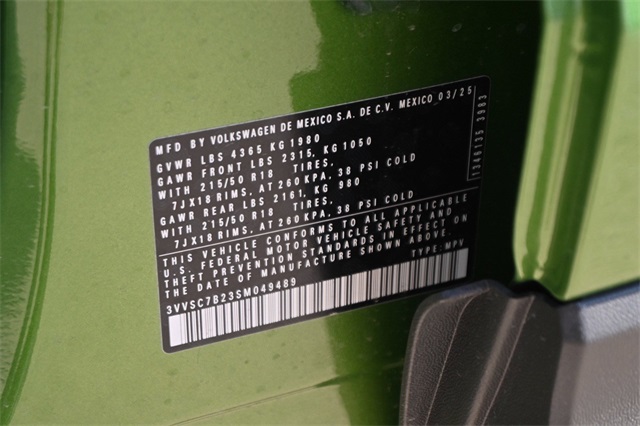 MFD BY VOLKSWAGEN DE MEXICO S.A. DE C.V. MEXICO 03/25
GVWR LBS 4365 KG 1980
GAWR FRONT LBS 2315, KG 1050
WITH 215/50 R18 TIRES,
7JX18 RIMS, AT 260 KPA, 38 PSI COLD
GAWR REAR LBS 2161, KG 980
WITH 215/50 R18 TIRES,
7JX18 RIMS, AT 260 KPA, 38 PSI COLD
THIS VEHICLE CONFORMS TO ALL APPLICABLE
U.S. FEDERAL MOTOR VEHICLE SAFETY AND
THEFT PREVENTION STANDARDS IN EFFECT ON
THE DATE OF MANUFACTURE SHOWN ABOVE.
3VVSC7B23SM049489 TYPE: MPV
1346135 3983